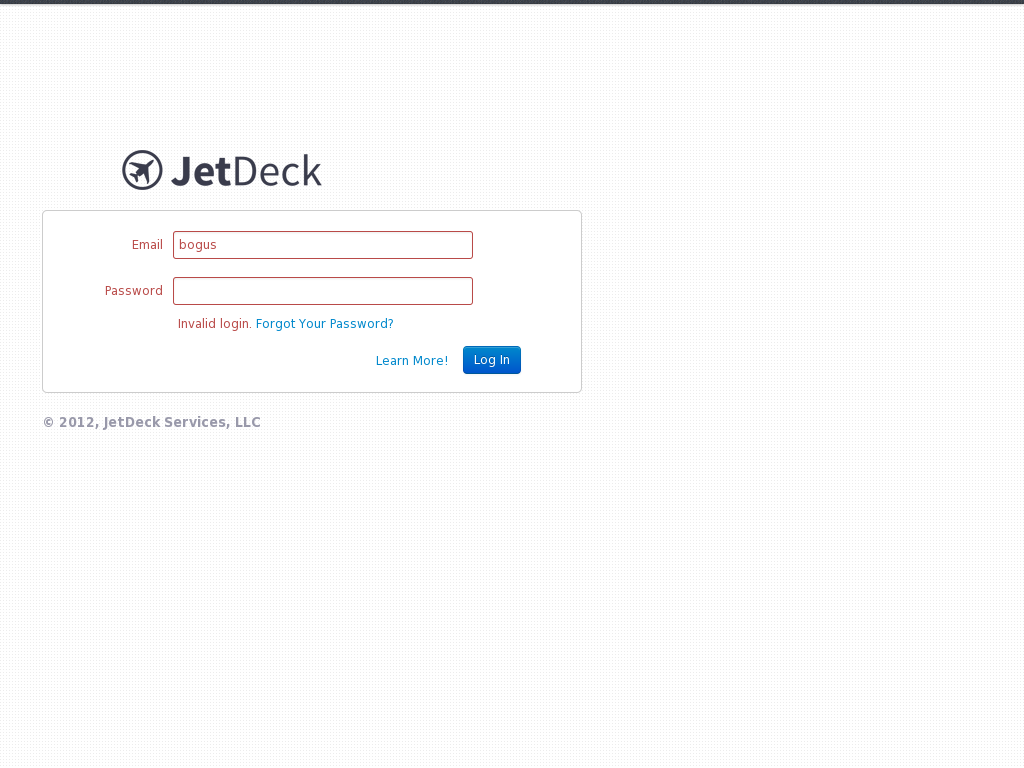 JetDeck
Email bogus
Password
Invalid login. Forgot Your Password?
Learn More! Log In
© 2012, JetDeck Services, LLC